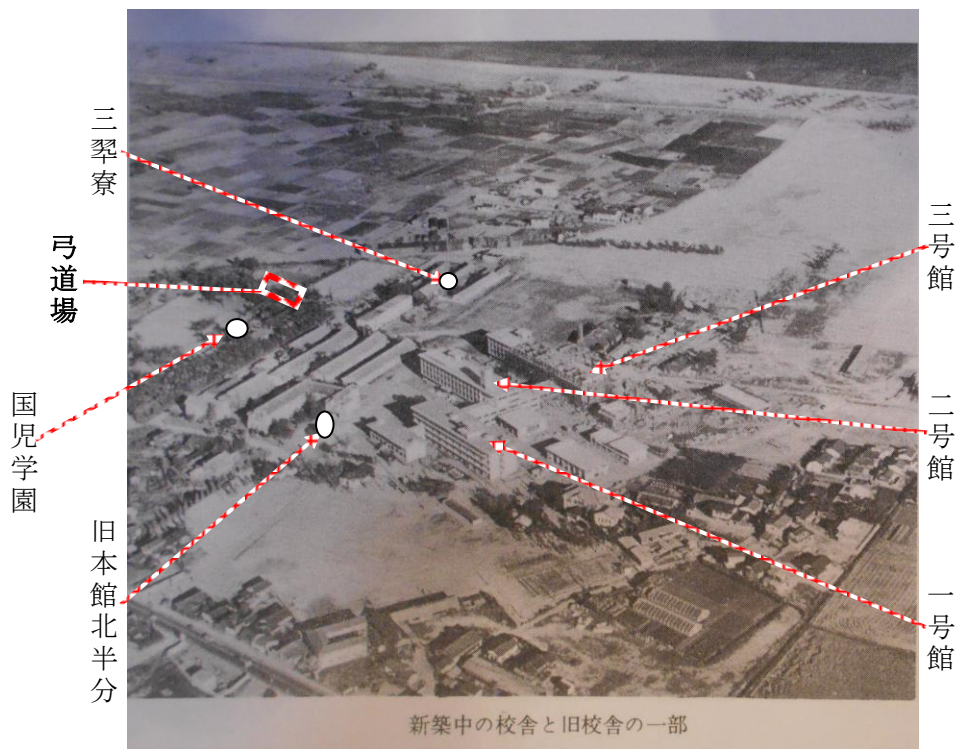 三翠寮
弓道場
国児学園
旧本館北半分
三号館
二号館
一号館
新築中の校舎と旧校舎の一部